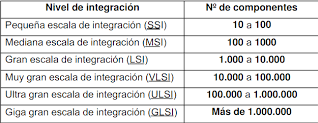 Nivel de integración Nº de componentes
Pequeña escala de integración (SSI) 10 a 100
Mediana escala de integración (MSI) 100 a 1000
Gran escala de integración (LSI) 1.000 a 10.000
Muy gran escala de integración (VLSI) 10.000 a 100.000
Ultra gran escala de integración (ULSI) 100.000 a 1.000.000
Giga gran escala de integración (GLSI) Más de 1.000.000